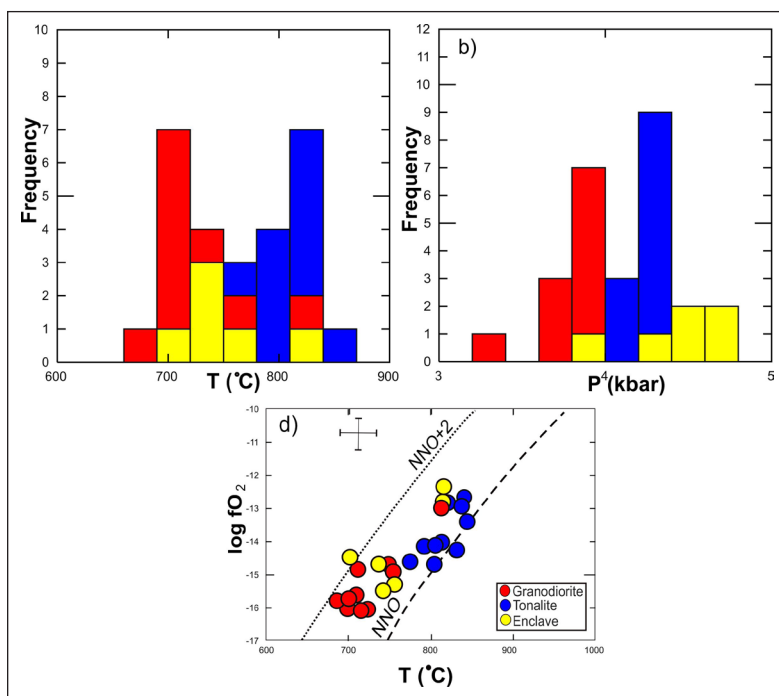 10
9
8
7
6
5
4
3
2
1
0
Frequency
600 700 800 900
T (°C)
b)
12
11
10
9
8
7
6
5
4
3
2
1
0
Frequency
3 4 5
P (kbar)
d)
-10
-11
-12
-13
-14
-15
-16
-17
log fO₂
NNO+2
NNO
Granodiorite
Tonalite
Enclave
600 700 800 900 1000
T (°C)